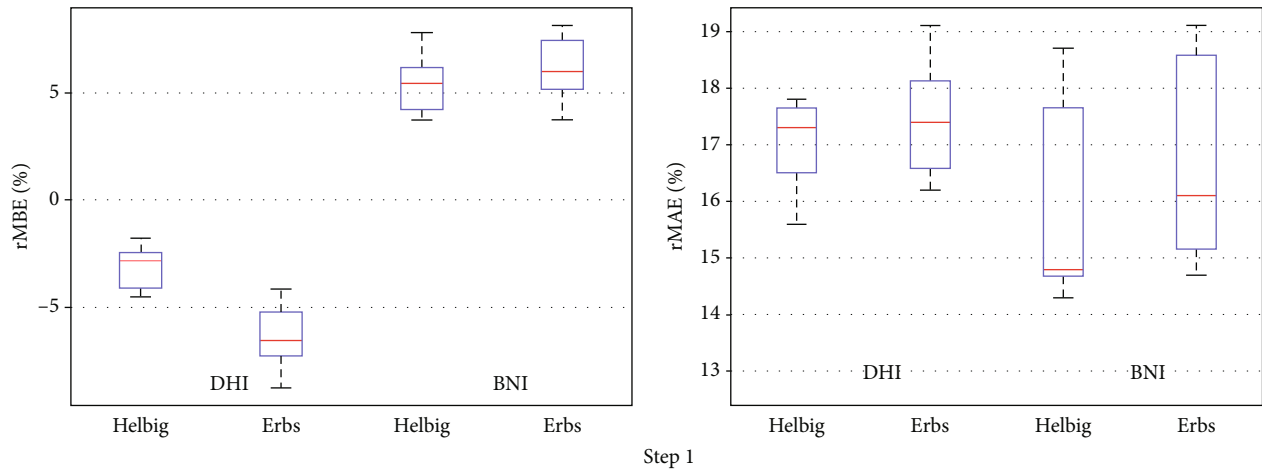 rMBE (%)
5
0
−5
DHI
BNI
Helbig
Erbs
Helbig
Erbs
rMAE (%)
19
18
17
16
15
14
13
DHI
BNI
Helbig
Erbs
Helbig
Erbs
Step 1